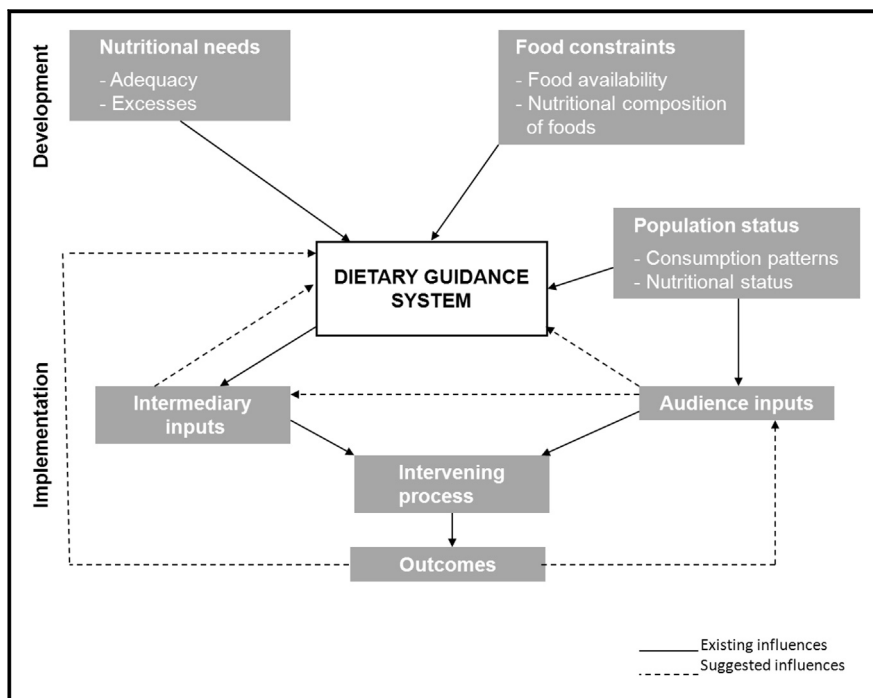 Development
Nutritional needs
- Adequacy
- Excesses
Food constraints
- Food availability
- Nutritional composition
of foods
Population status
- Consumption patterns
- Nutritional status
DIETARY GUIDANCE
SYSTEM
Implementation
Intermediary
inputs
Audience inputs
Intervening
process
Outcomes
Existing influences
Suggested influences